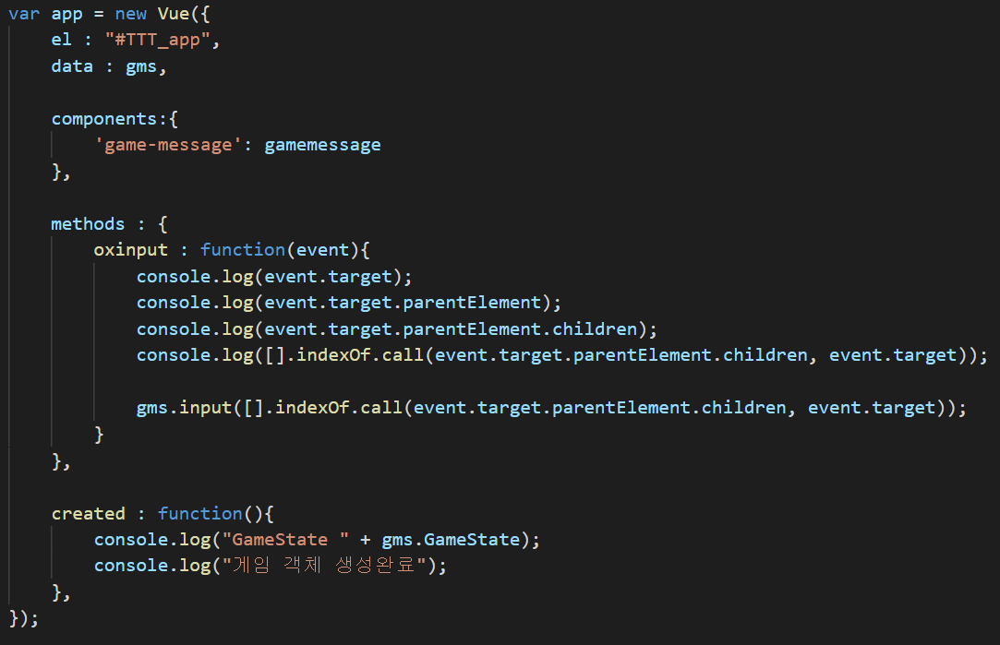 var app = new Vue({
    el : "#TTT_app",
    data : gms,

    components:{
        'game-message': gamemessage
    },

    methods : {
        oxinput : function(event){
            console.log(event.target);
            console.log(event.target.parentElement);
            console.log(event.target.parentElement.children);
            console.log([].indexOf.call(event.target.parentElement.children, event.target));

            gms.input([].indexOf.call(event.target.parentElement.children, event.target));
        }
    },

    created : function(){
        console.log("GameState " + gms.GameState);
        console.log("게임 객체 생성완료");
    },
});